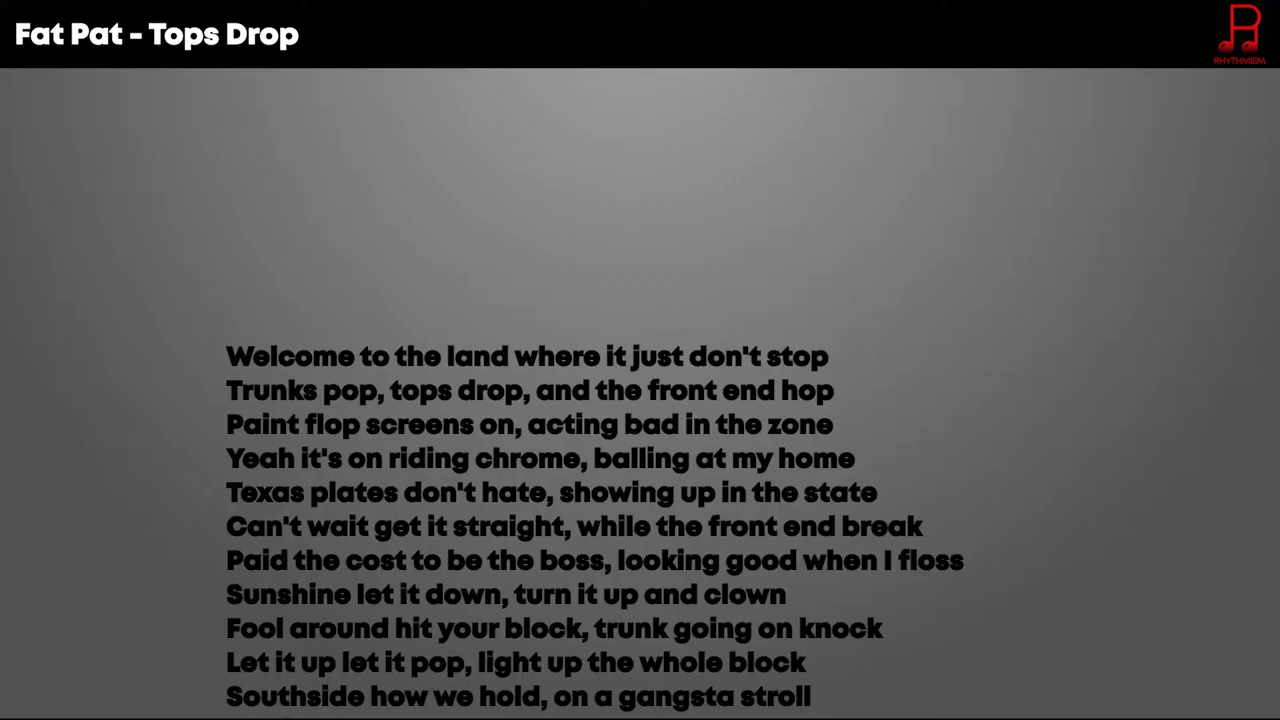 Fat Pat - Tops Drop
RHYTHMISM
Welcome to the land where it just don't stop
Trunks pop, tops drop, and the front end hop
Paint flop screens on, acting bad in the zone
Yeah it's on riding chrome, balling at my home
Texas plates don't hate, showing up in the state
Can't wait get it straight, while the front end break
Paid the cost to be the boss, looking good when I floss
Sunshine let it down, turn it up and clown
Fool around hit your block, trunk going on knock
Let it up let it pop, light up the whole block
Southside how we hold, on a gangsta stroll